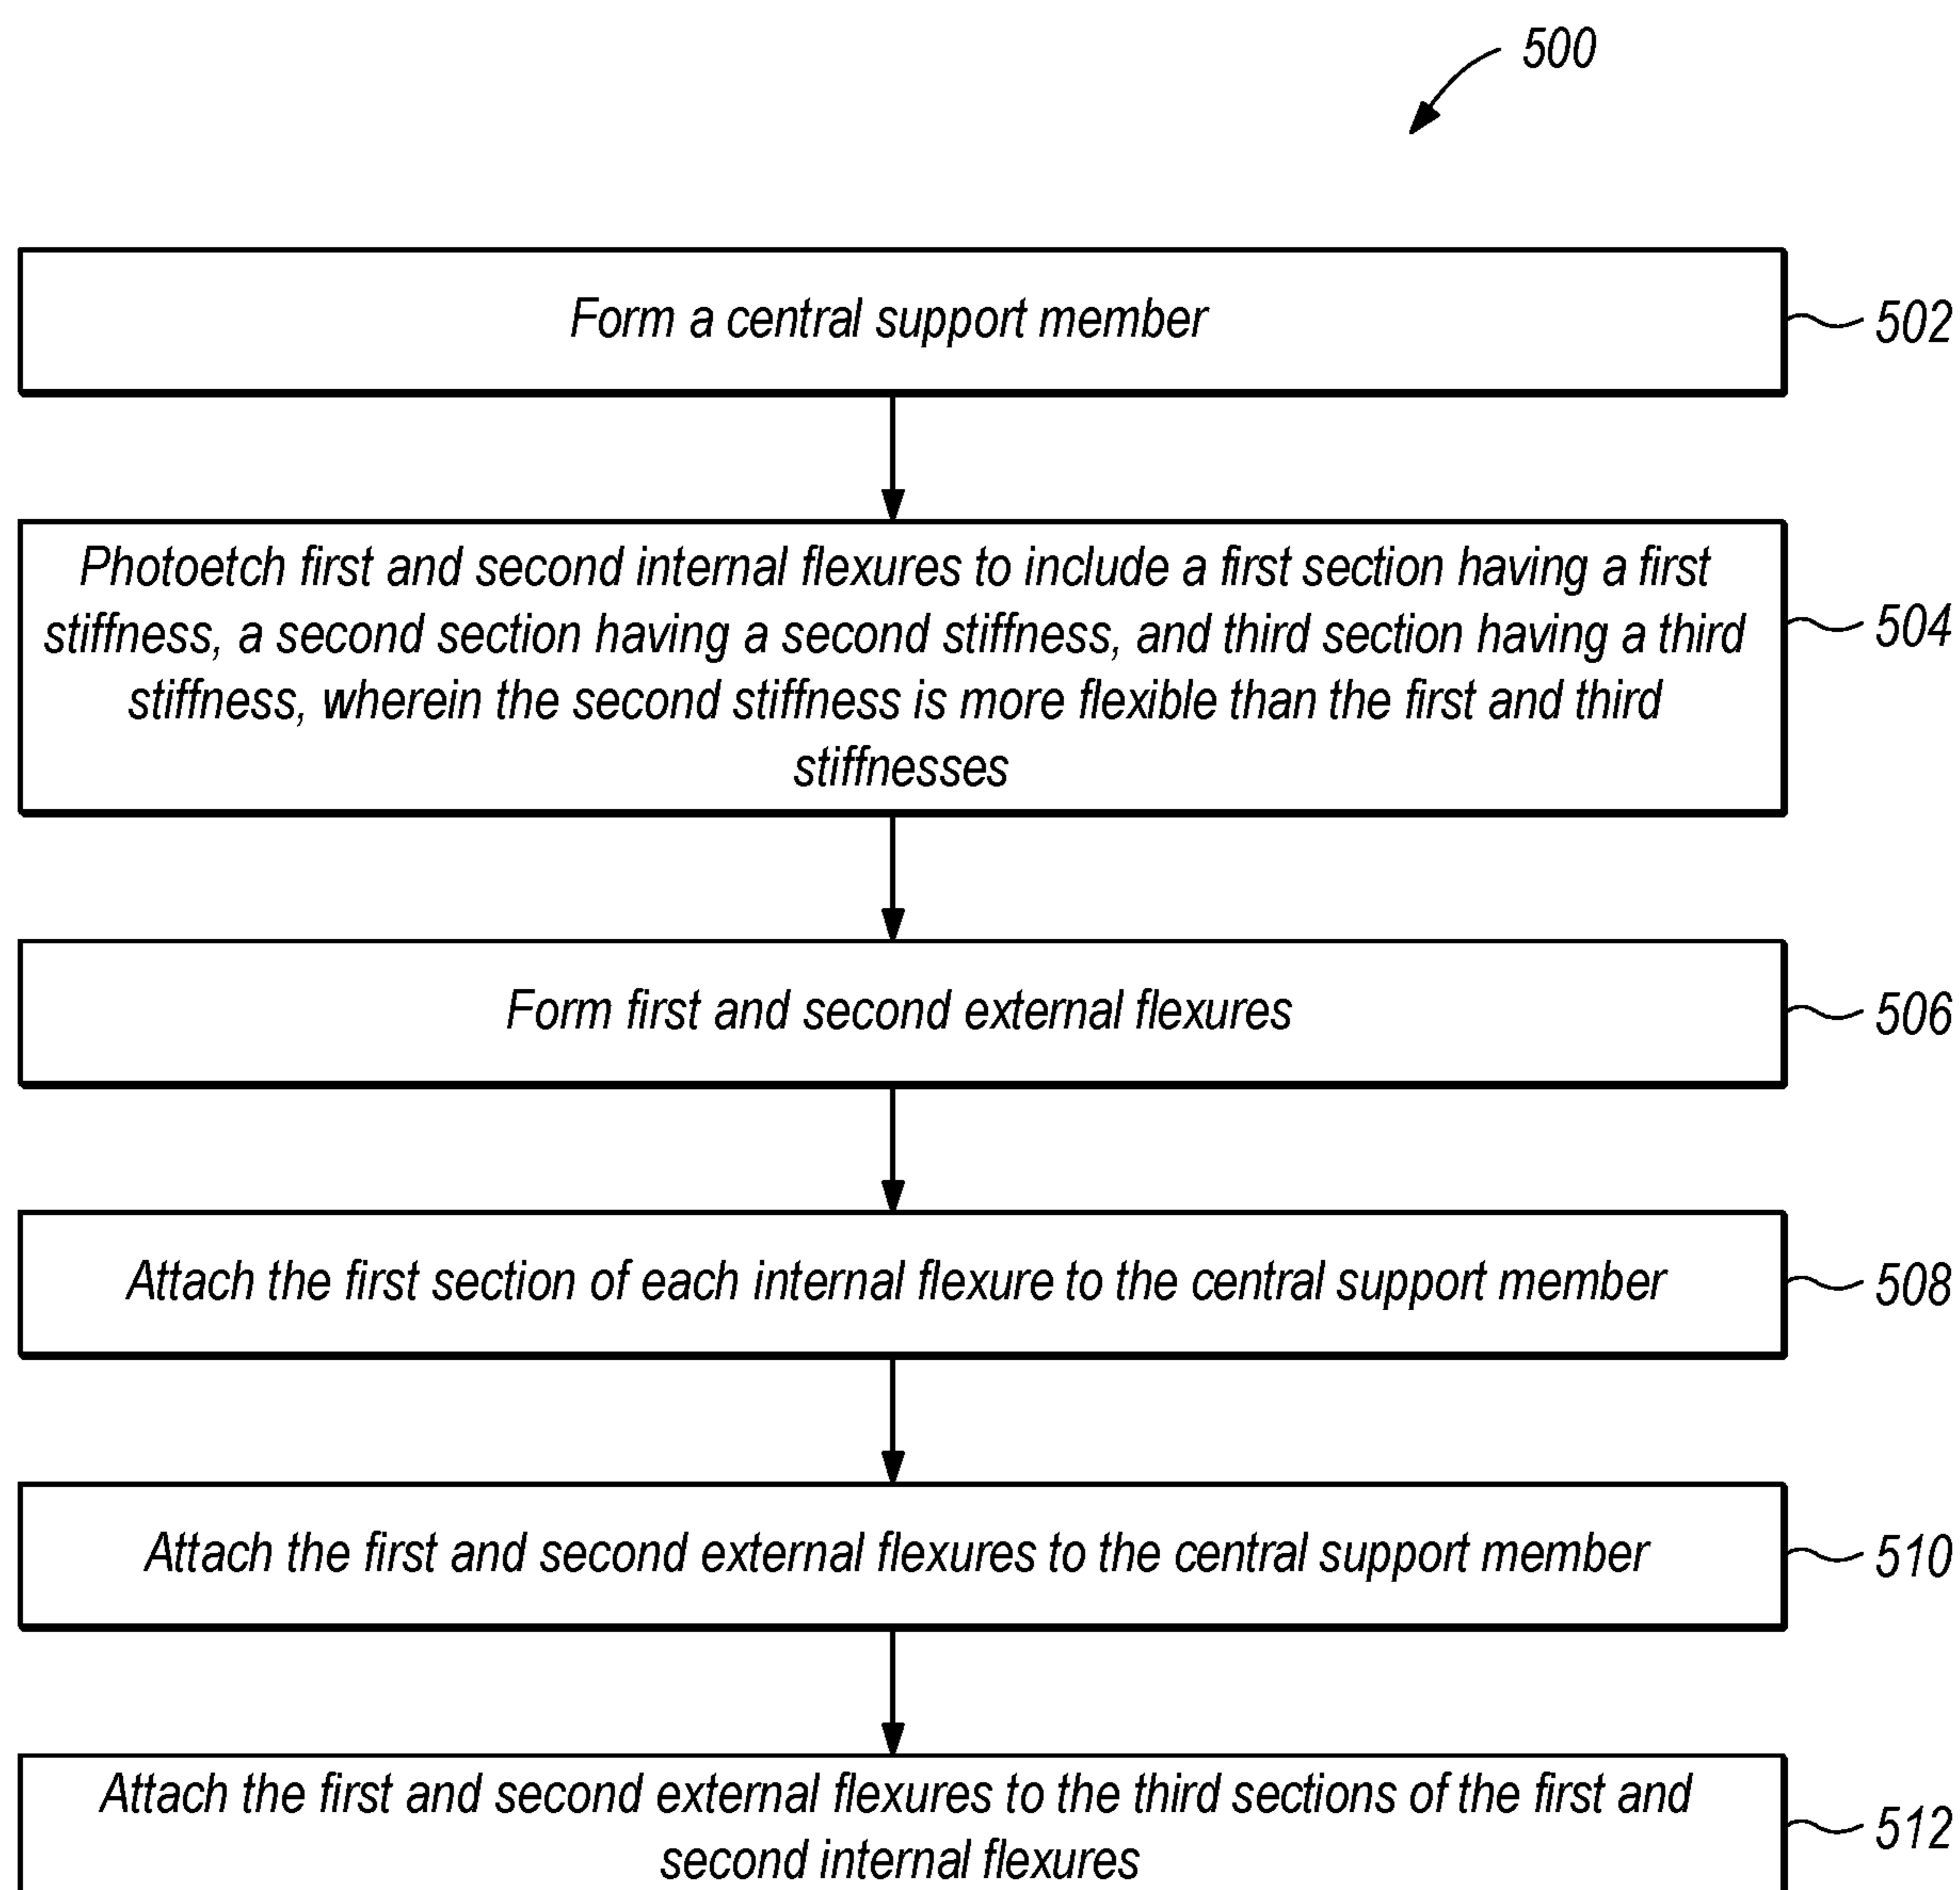 500
Form a central support member
502
Photoetch first and second internal flexures to include a first section having a first
stiffness, a second section having a second stiffness, and third section having a third
stiffness, wherein the second stiffness is more flexible than the first and third
stiffnesses
504
Form first and second external flexures
506
Attach the first section of each internal flexure to the central support member
508
Attach the first and second external flexures to the central support member
510
Attach the first and second external flexures to the third sections of the first and
second internal flexures
512